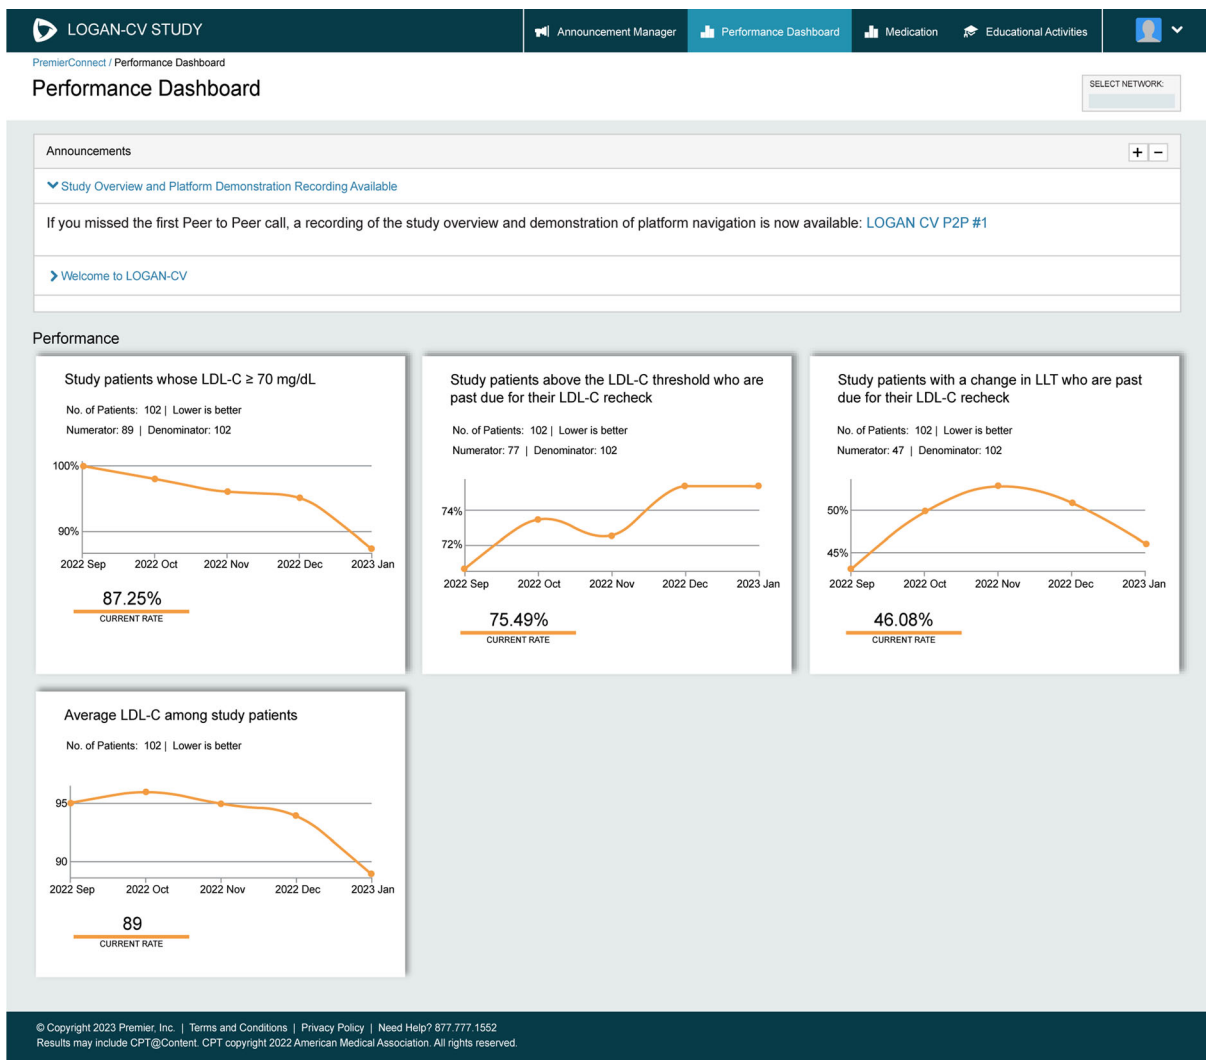 LOGAN-CV STUDY
Announcement Manager
Performance Dashboard
Medication
Educational Activities
PremierConnect / Performance Dashboard
Performance Dashboard
SELECT NETWORK:
Announcements
+ −
Study Overview and Platform Demonstration Recording Available
If you missed the first Peer to Peer call, a recording of the study overview and demonstration of platform navigation is now available: LOGAN CV P2P #1
Welcome to LOGAN-CV
Performance
Study patients whose LDL-C ≥ 70 mg/dL
No. of Patients: 102 | Lower is better
Numerator: 89 | Denominator: 102
100%
90%
2022 Sep 2022 Oct 2022 Nov 2022 Dec 2023 Jan
87.25%
CURRENT RATE
Study patients above the LDL-C threshold who are
past due for their LDL-C recheck
No. of Patients: 102 | Lower is better
Numerator: 77 | Denominator: 102
74%
72%
2022 Sep 2022 Oct 2022 Nov 2022 Dec 2023 Jan
75.49%
CURRENT RATE
Study patients with a change in LLT who are past
due for their LDL-C recheck
No. of Patients: 102 | Lower is better
Numerator: 47 | Denominator: 102
50%
45%
2022 Sep 2022 Oct 2022 Nov 2022 Dec 2023 Jan
46.08%
CURRENT RATE
Average LDL-C among study patients
No. of Patients: 102 | Lower is better
95
90
2022 Sep 2022 Oct 2022 Nov 2022 Dec 2023 Jan
89
CURRENT RATE
© Copyright 2023 Premier, Inc. | Terms and Conditions | Privacy Policy | Need Help? 877.777.1552
Results may include CPT@Content. CPT copyright 2022 American Medical Association. All rights reserved.